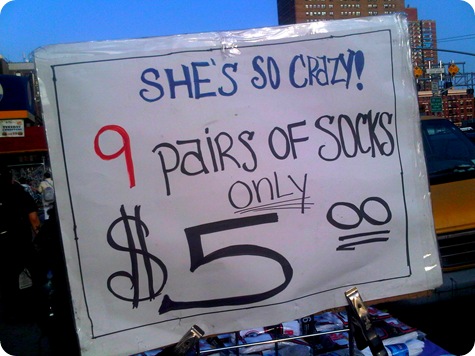 SHE'S SO CRAZY!
9 PAIRS OF SOCKS
ONLY
$5.00